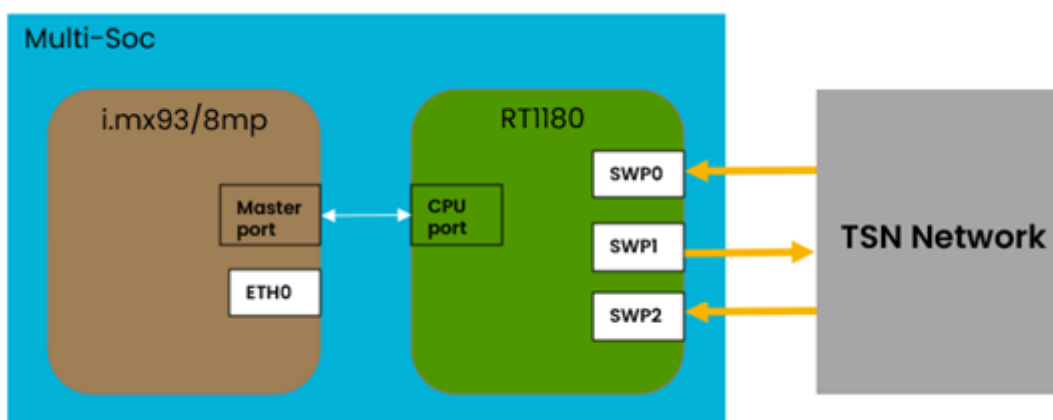 Multi-Soc
i.mx93/8mp
RT1180
Master
port
CPU
port
ETH0
SWP0
SWP1
SWP2
TSN Network